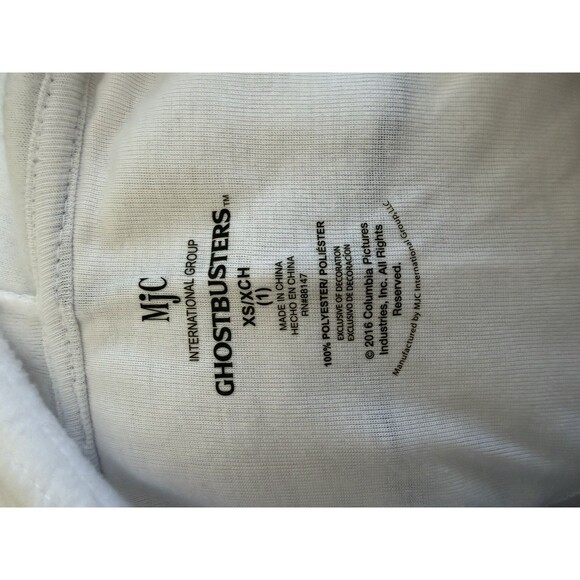 MjC
INTERNATIONAL GROUP
GHOSTBUSTERS™
XS/XCH
(1)
MADE IN CHINA
HECHO EN CHINA
RN#88147
100% POLYESTER/ POLIÉSTER
EXCLUSIVE OF DECORATION
EXCLUSIVO DE DECORACION
© 2016 Columbia Pictures
Industries, Inc. All Rights
Reserved.
Manufactured by MJC International Group, LLC